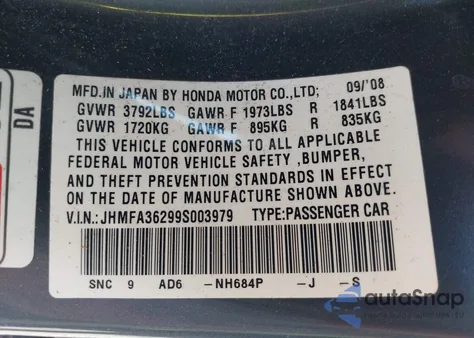 MFD.IN JAPAN BY HONDA MOTOR CO.,LTD; 09/'08
GVWR 3792LBS GAWR F 1973LBS R 1841LBS
GVWR 1720KG GAWR F 895KG R 835KG
THIS VEHICLE CONFORMS TO ALL APPLICABLE
FEDERAL MOTOR VEHICLE SAFETY ,BUMPER,
AND THEFT PREVENTION STANDARDS IN EFFECT
ON THE DATE OF MANUFACTURE SHOWN ABOVE.
V.I.N.: JHMFA36299S003979 TYPE:PASSENGER CAR
SNC 9 AD6 -NH684P -J -S
DA
autoSnap